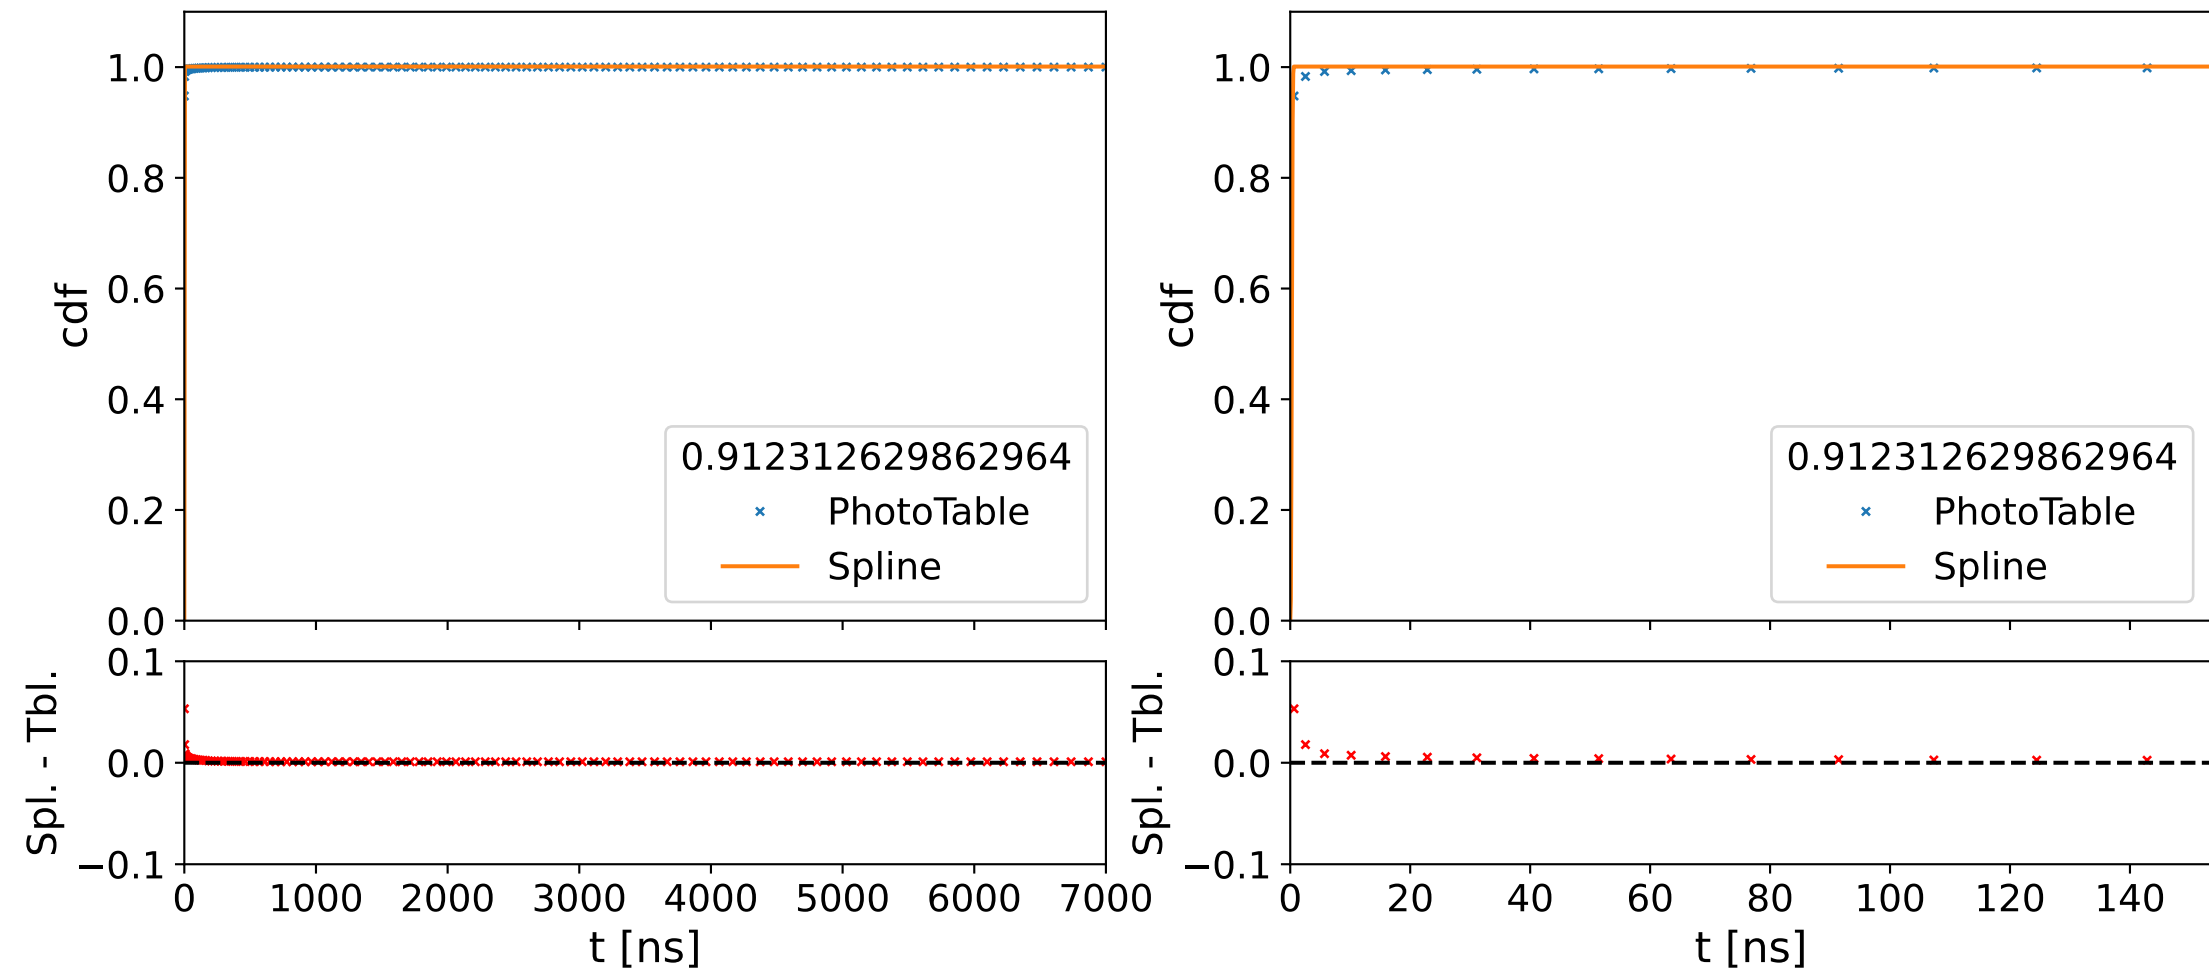 1.0
0.8
0.6
0.4
0.2
0.0
cdf
0.912312629862964
PhotoTable
Spline
0.1
0.0
−0.1
Spl. - Tbl.
0 1000 2000 3000 4000 5000 6000 7000
t [ns]
1.0
0.8
0.6
0.4
0.2
0.0
cdf
0.912312629862964
PhotoTable
Spline
0.1
0.0
−0.1
Spl. - Tbl.
0 20 40 60 80 100 120 140
t [ns]